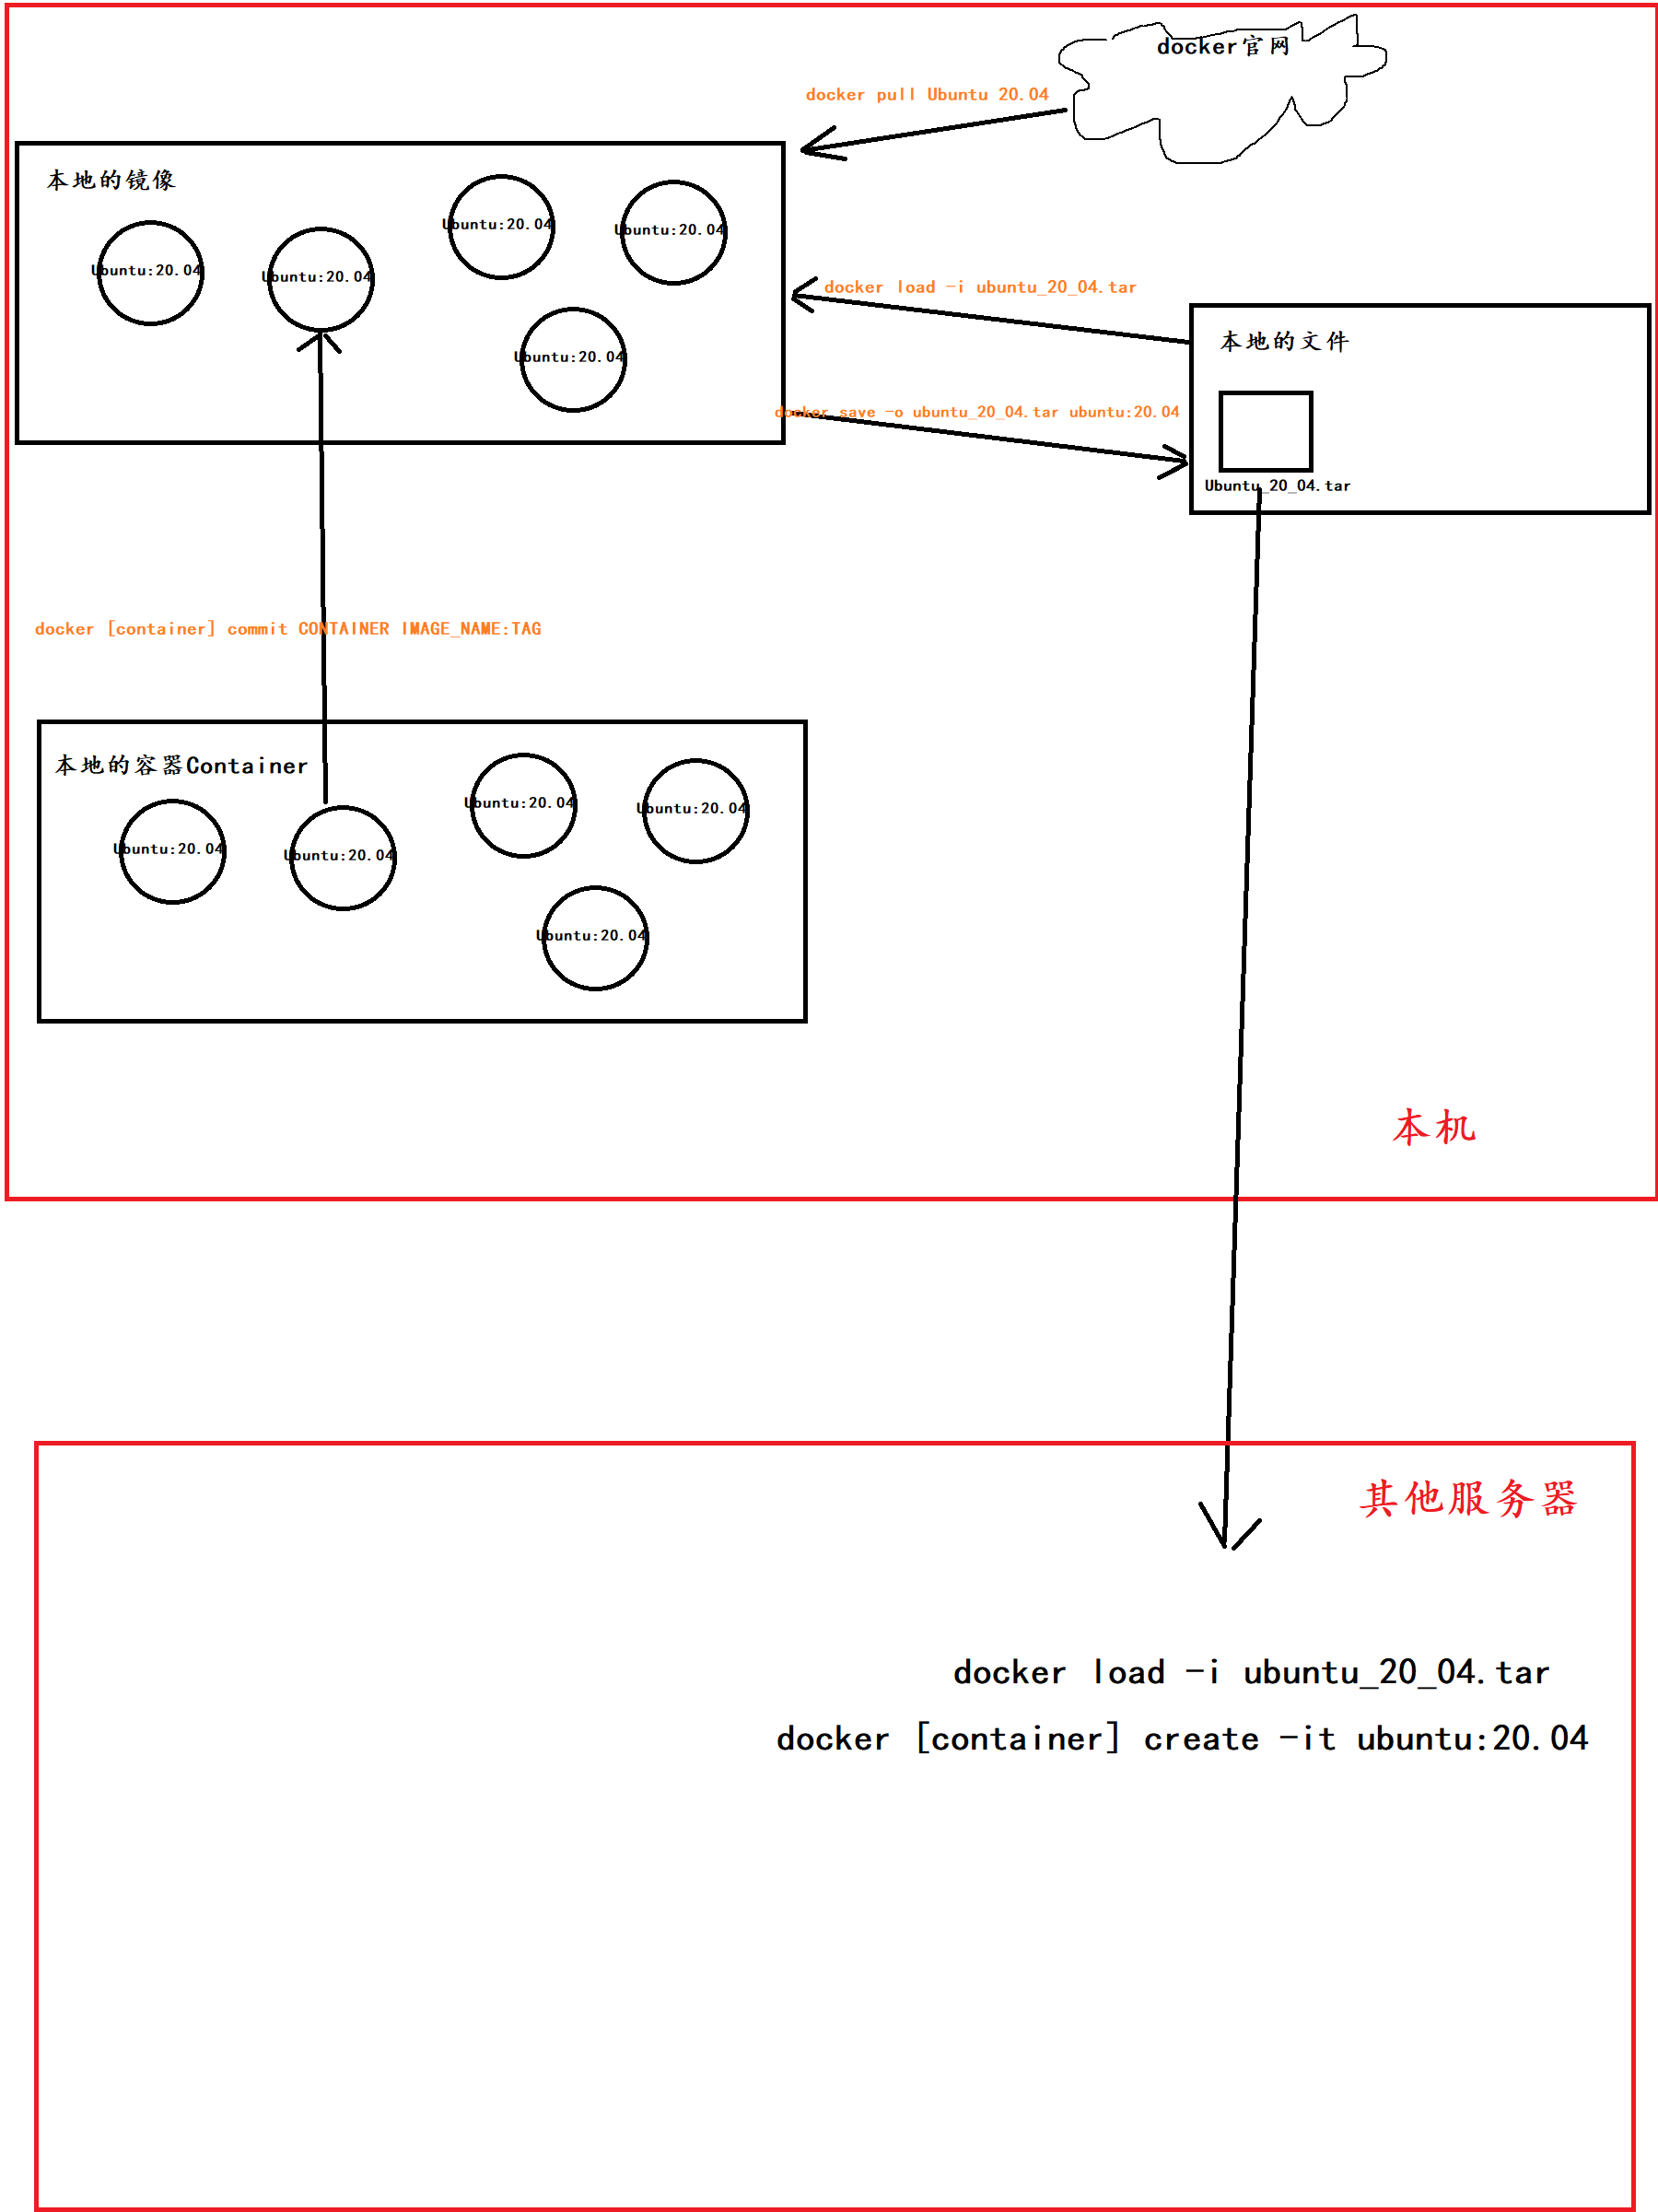 docker官网
docker pull Ubuntu 20.04
本地的镜像
Ubuntu:20.04
Ubuntu:20.04
Ubuntu:20.04
Ubuntu:20.04
Ubuntu:20.04
docker load -i ubuntu_20_04.tar
本地的文件
docker save -o ubuntu_20_04.tar ubuntu:20.04
Ubuntu_20_04.tar
docker [container] commit CONTAINER IMAGE_NAME:TAG
本地的容器Container
Ubuntu:20.04
Ubuntu:20.04
Ubuntu:20.04
Ubuntu:20.04
Ubuntu:20.04
本机
其他服务器
docker load -i ubuntu_20_04.tar
docker [container] create -it ubuntu:20.04